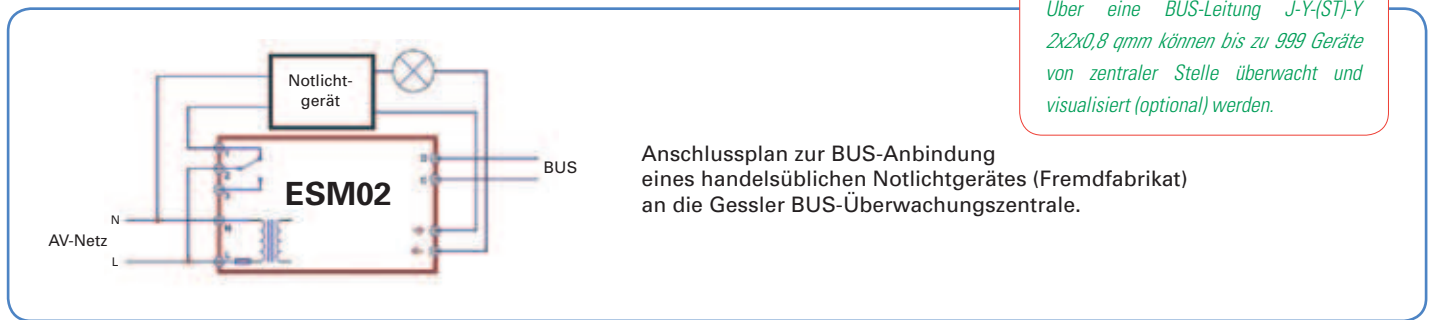 Über eine BUS-Leitung J-Y-(ST)-Y
2x2x0,8 qmm können bis zu 999 Geräte
von zentraler Stelle überwacht und
visualisiert (optional) werden.
Notlicht-
gerät
ESM02
BUS
N
AV-Netz
L
Anschlussplan zur BUS-Anbindung
eines handelsüblichen Notlichtgerätes (Fremdfabrikat)
an die Gessler BUS-Überwachungszentrale.